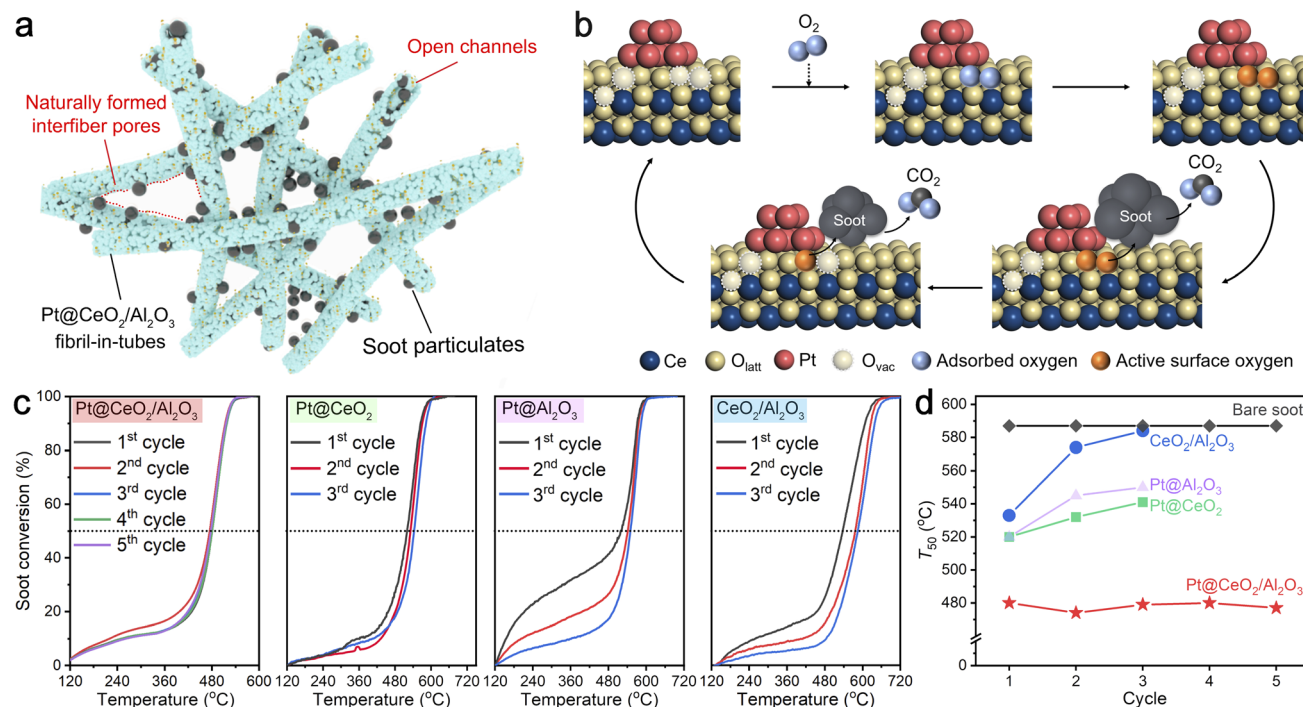 a
Open channels
Naturally formed
interfiber pores
Pt@CeO₂/Al₂O₃
fibril-in-tubes
Soot particulates
b
O₂
CO₂
Soot
CO₂
Soot
Ce
Oₗₐₜₜ
Pt
Oᵥₐc
Adsorbed oxygen
Active surface oxygen
c
Soot conversion (%)
100
80
60
40
20
0
Pt@CeO₂/Al₂O₃
1ˢᵗ cycle
2ⁿᵈ cycle
3ʳᵈ cycle
4ᵗʰ cycle
5ᵗʰ cycle
120 240 360 480 600
Temperature (°C)
Pt@CeO₂
1ˢᵗ cycle
2ⁿᵈ cycle
3ʳᵈ cycle
120 240 360 480 600 720
Temperature (°C)
Pt@Al₂O₃
1ˢᵗ cycle
2ⁿᵈ cycle
3ʳᵈ cycle
120 240 360 480 600 720
Temperature (°C)
CeO₂/Al₂O₃
1ˢᵗ cycle
2ⁿᵈ cycle
3ʳᵈ cycle
120 240 360 480 600 720
Temperature (°C)
d
T₅₀ (°C)
600
580
560
540
520
500
480
0
Bare soot
CeO₂/Al₂O₃
Pt@Al₂O₃
Pt@CeO₂
Pt@CeO₂/Al₂O₃
1 2 3 4 5
Cycle